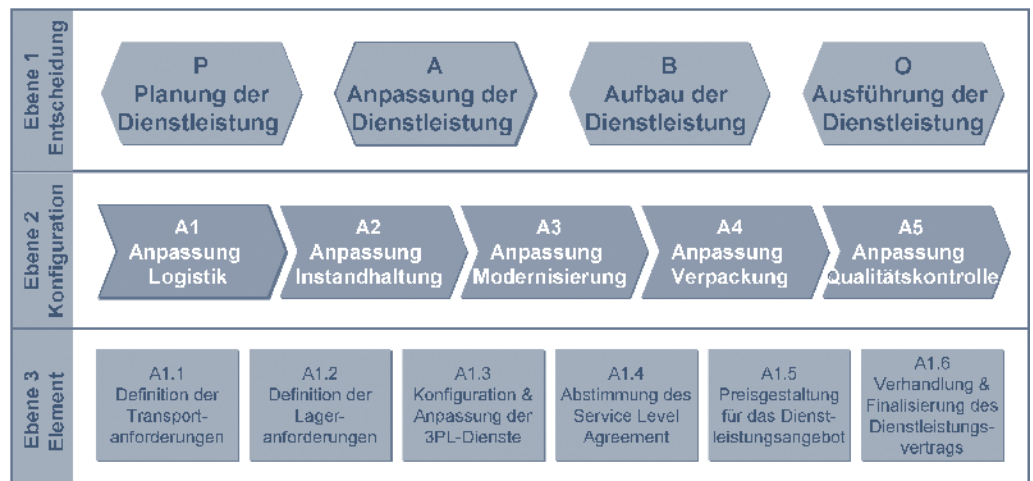 Ebene 1
Entscheidung
P
Planung der
Dienstleistung
A
Anpassung der
Dienstleistung
B
Aufbau der
Dienstleistung
O
Ausführung der
Dienstleistung
Ebene 2
Konfiguration
A1
Anpassung
Logistik
A2
Anpassung
Instandhaltung
A3
Anpassung
Modernisierung
A4
Anpassung
Verpackung
A5
Anpassung
Qualitätskontrolle
Ebene 3
Element
A1.1
Definition der
Transport-
anforderungen
A1.2
Definition der
Lager-
anforderungen
A1.3
Konfiguration &
Anpassung der
3PL-Dienste
A1.4
Abstimmung des
Service Level
Agreement
A1.5
Preisgestaltung
für das Dienst-
leistungsangebot
A1.6
Verhandlung &
Finalisierung des
Dienstleistungs-
vertrags